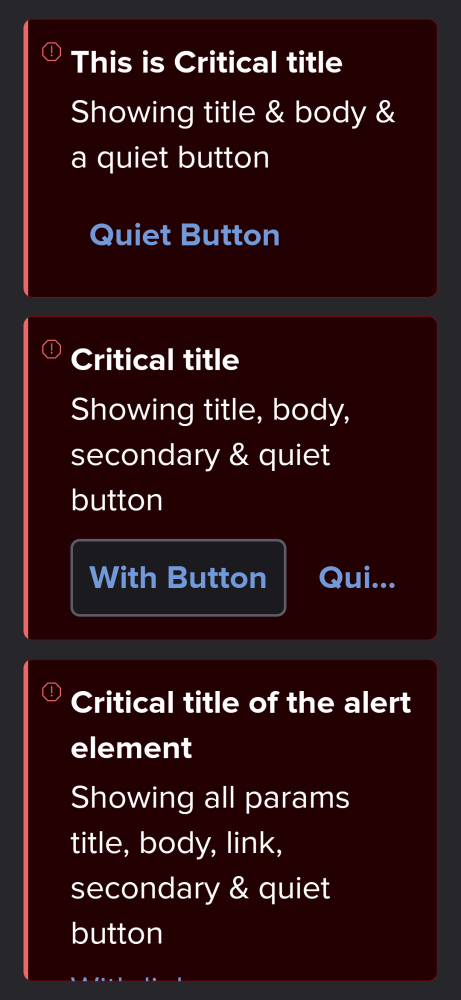 This is Critical title
Showing title & body &
a quiet button
Quiet Button
Critical title
Showing title, body,
secondary & quiet
button
With Button
Qui...
Critical title of the alert
element
Showing all params
title, body, link,
secondary & quiet
button